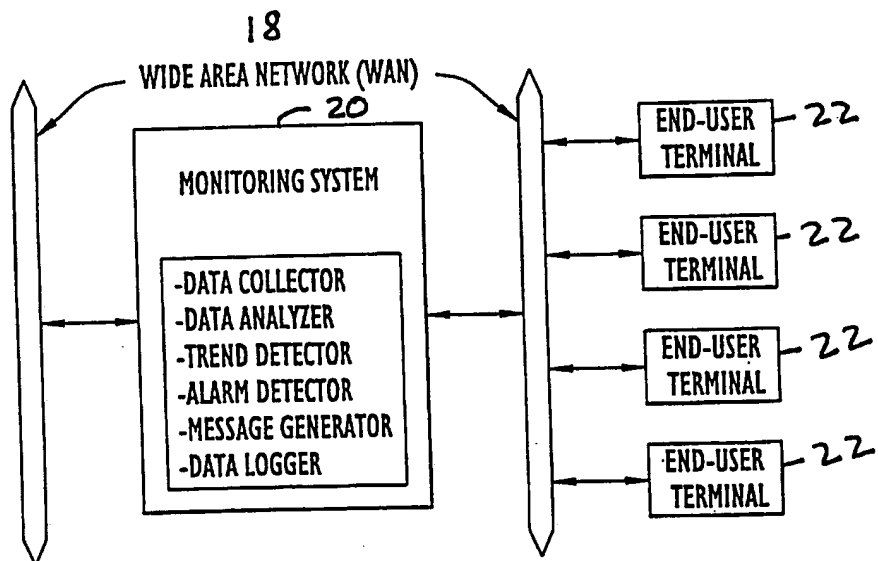 18
WIDE AREA NETWORK (WAN)
20
MONITORING SYSTEM
-DATA COLLECTOR
-DATA ANALYZER
-TREND DETECTOR
-ALARM DETECTOR
-MESSAGE GENERATOR
-DATA LOGGER
END-USER
TERMINAL
22
END-USER
TERMINAL
22
END-USER
TERMINAL
22
END-USER
TERMINAL
22